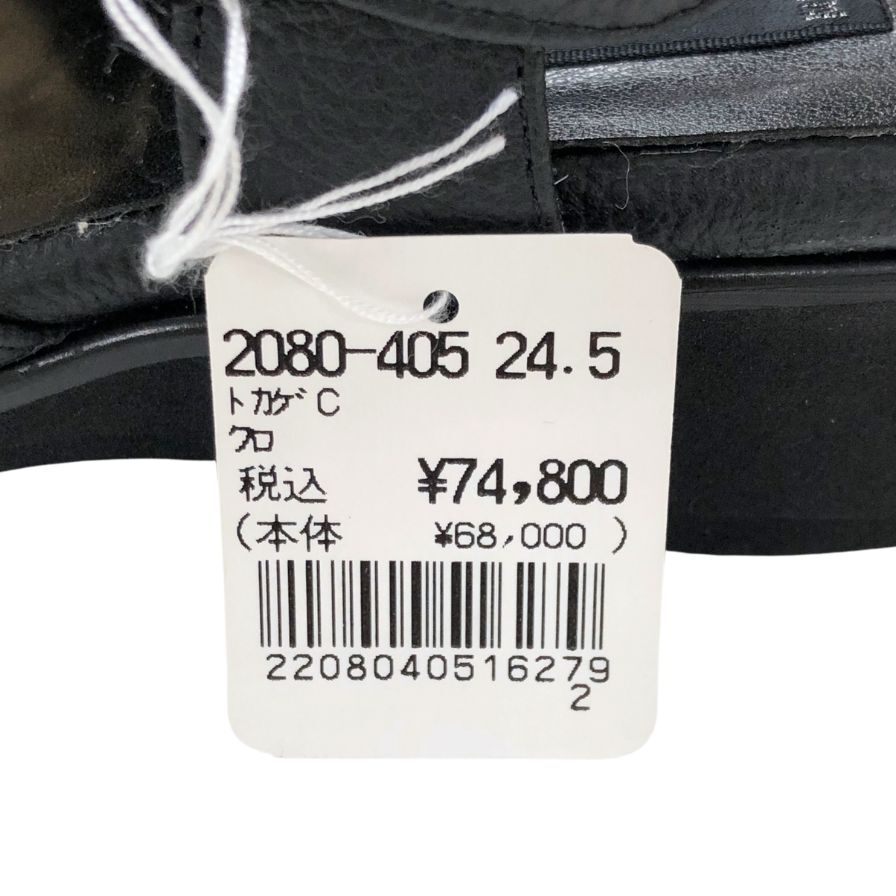 2080-405 24.5
ﾄｶｹﾞC
ｸﾛ
税込 ¥74,800
(本体 ¥68,000 )
2208040516279
2